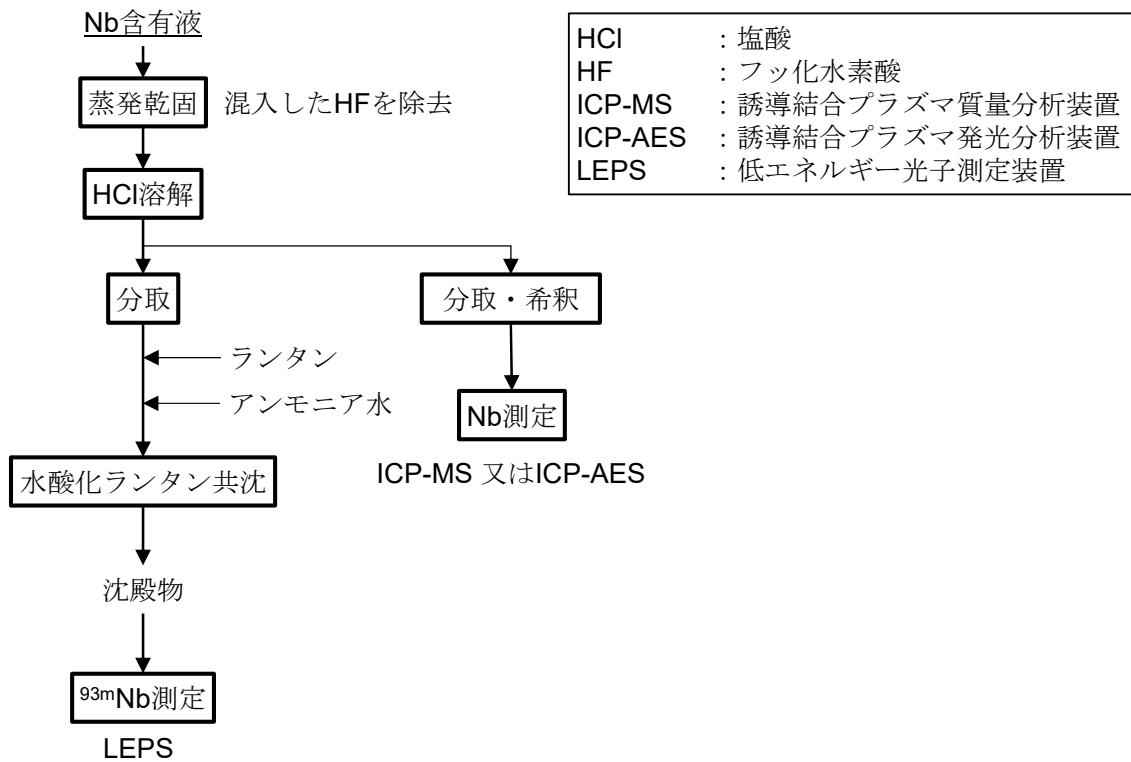 Nb含有液
蒸発乾固 混入したHFを除去
HCl溶解
分取
分取・希釈
ランタン
アンモニア水
Nb測定
水酸化ランタン共沈
ICP-MS 又はICP-AES
沈殿物
93mNb測定
LEPS
HCl : 塩酸
HF : フッ化水素酸
ICP-MS : 誘導結合プラズマ質量分析装置
ICP-AES : 誘導結合プラズマ発光分析装置
LEPS : 低エネルギー光子測定装置